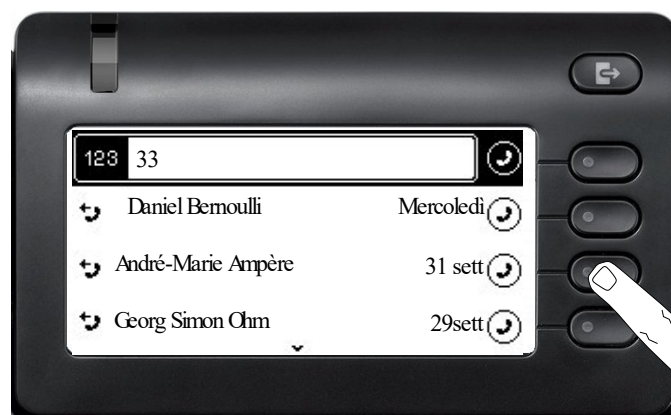 123 33
Daniel Bernoulli Mercoledì
André-Marie Ampère 31 sett
Georg Simon Ohm 29sett